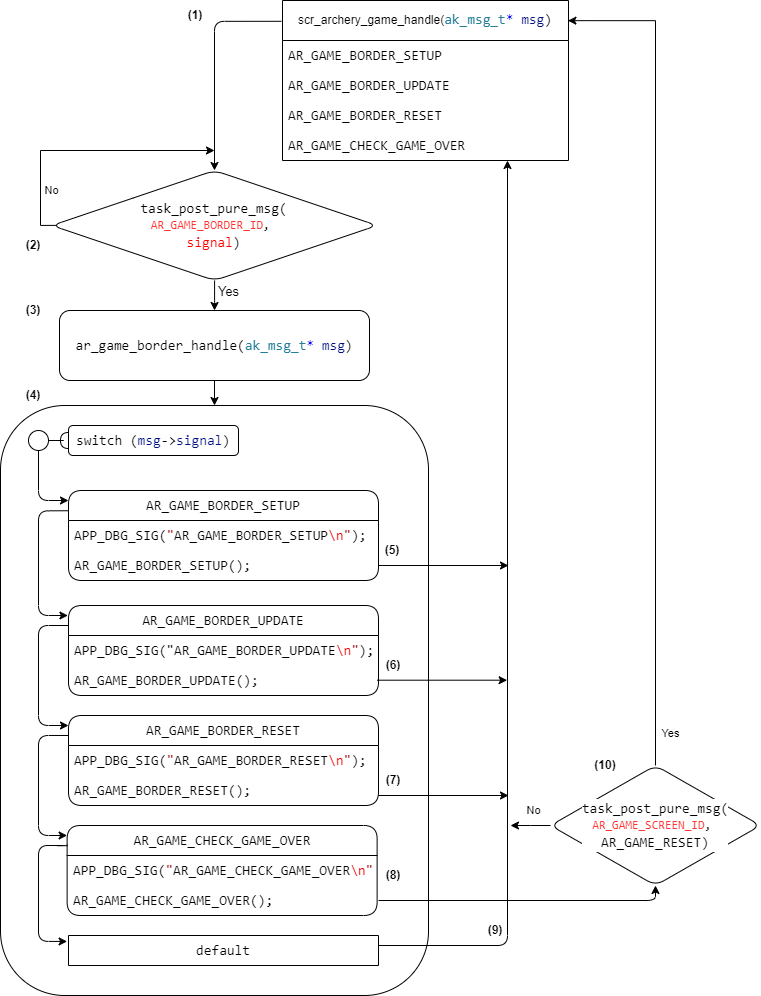 (1)
scr_archery_game_handle(ak_msg_t* msg)
AR_GAME_BORDER_SETUP
AR_GAME_BORDER_UPDATE
AR_GAME_BORDER_RESET
AR_GAME_CHECK_GAME_OVER
No
(2)
task_post_pure_msg(
AR_GAME_BORDER_ID,
signal)
Yes
(3)
ar_game_border_handle(ak_msg_t* msg)
(4)
switch (msg->signal)
AR_GAME_BORDER_SETUP
APP_DBG_SIG("AR_GAME_BORDER_SETUP\n");
AR_GAME_BORDER_SETUP();
(5)
AR_GAME_BORDER_UPDATE
APP_DBG_SIG("AR_GAME_BORDER_UPDATE\n");
AR_GAME_BORDER_UPDATE();
(6)
AR_GAME_BORDER_RESET
APP_DBG_SIG("AR_GAME_BORDER_RESET\n");
AR_GAME_BORDER_RESET();
(7)
AR_GAME_CHECK_GAME_OVER
APP_DBG_SIG("AR_GAME_CHECK_GAME_OVER\n"
AR_GAME_CHECK_GAME_OVER();
(8)
default
(9)
(10)
Yes
No
task_post_pure_msg(
AR_GAME_SCREEN_ID,
AR_GAME_RESET)